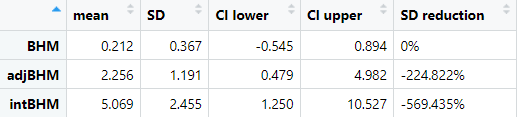 mean SD CI lower CI upper SD reduction
BHM 0.212 0.367 -0.545 0.894 0%
adjBHM 2.256 1.191 0.479 4.982 -224.822%
intBHM 5.069 2.455 1.250 10.527 -569.435%